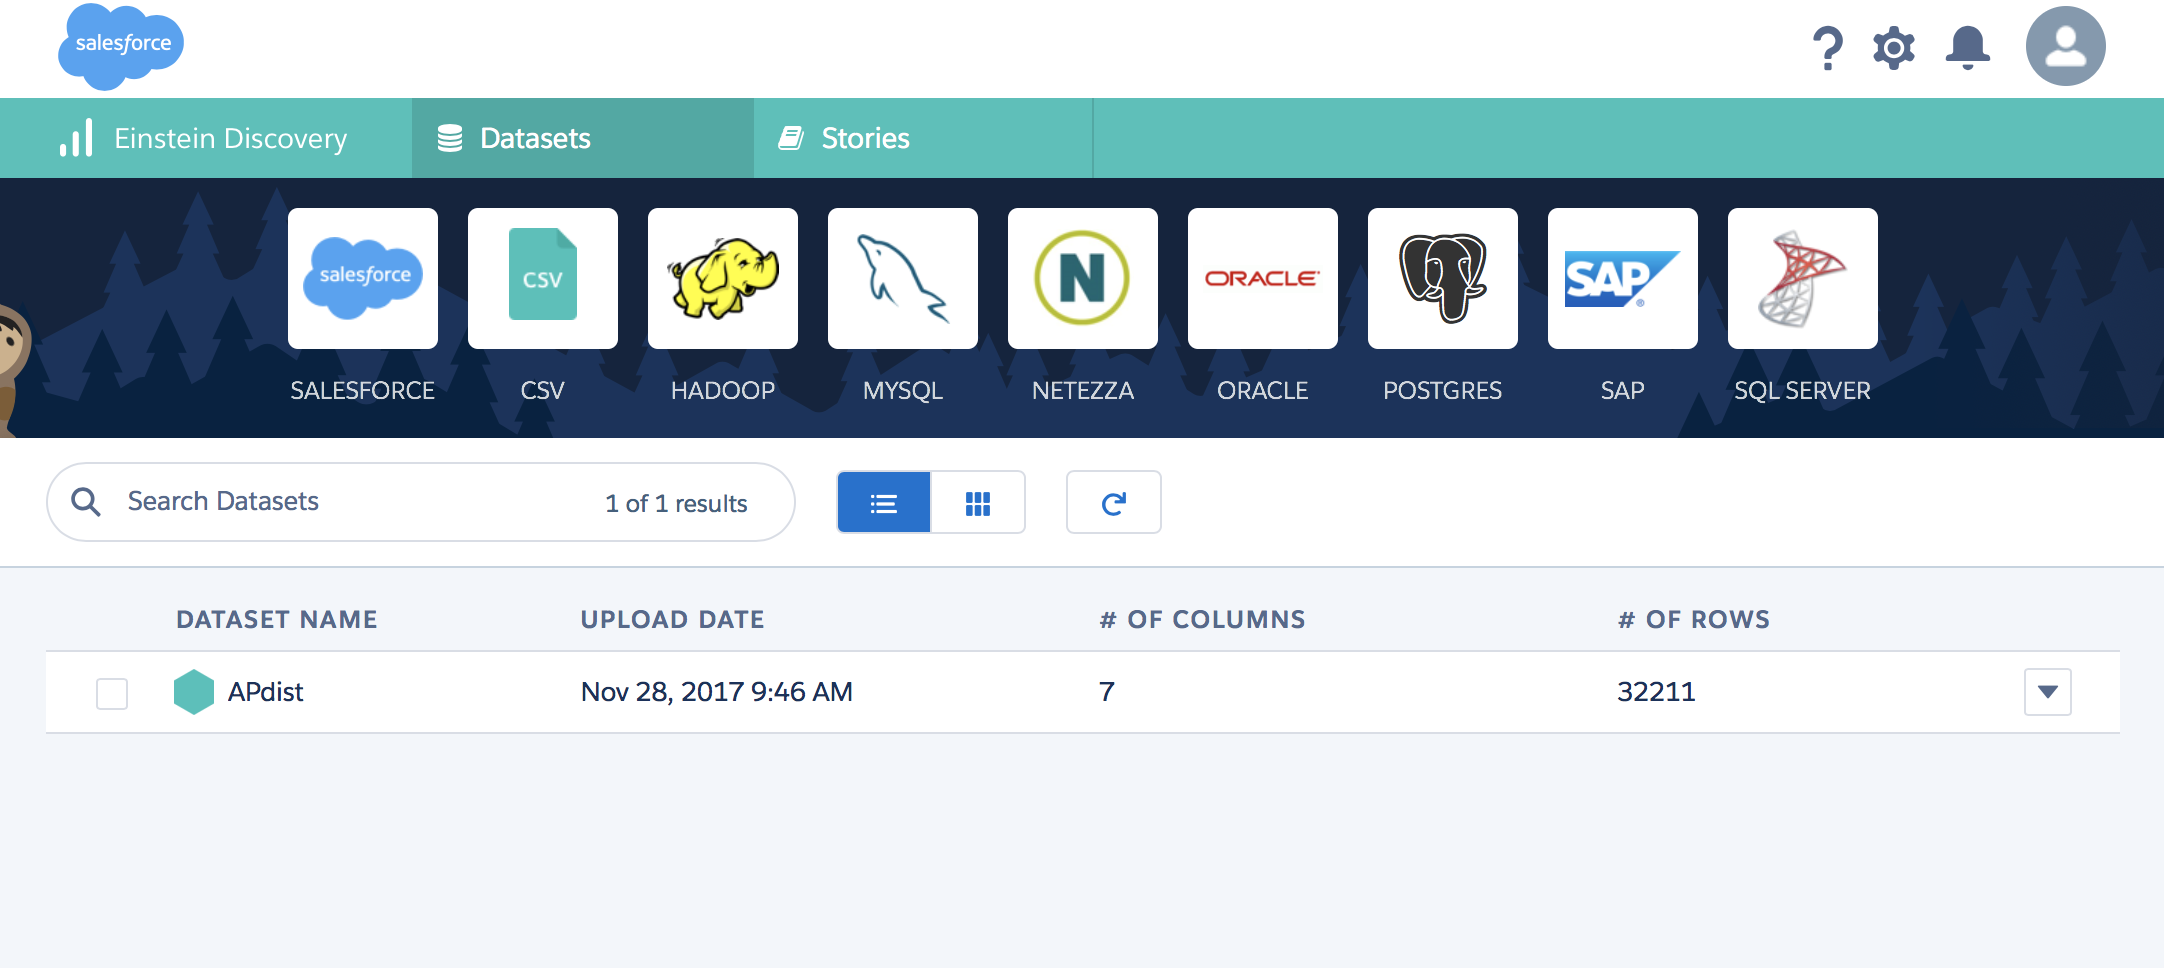 salesforce
Einstein Discovery
Datasets
Stories
salesforce
CSV
N
ORACLE
SAP
SALESFORCE
CSV
HADOOP
MYSQL
NETEZZA
ORACLE
POSTGRES
SAP
SQL SERVER
Search Datasets
1 of 1 results
DATASET NAME
UPLOAD DATE
# OF COLUMNS
# OF ROWS
APdist
Nov 28, 2017 9:46 AM
7
32211